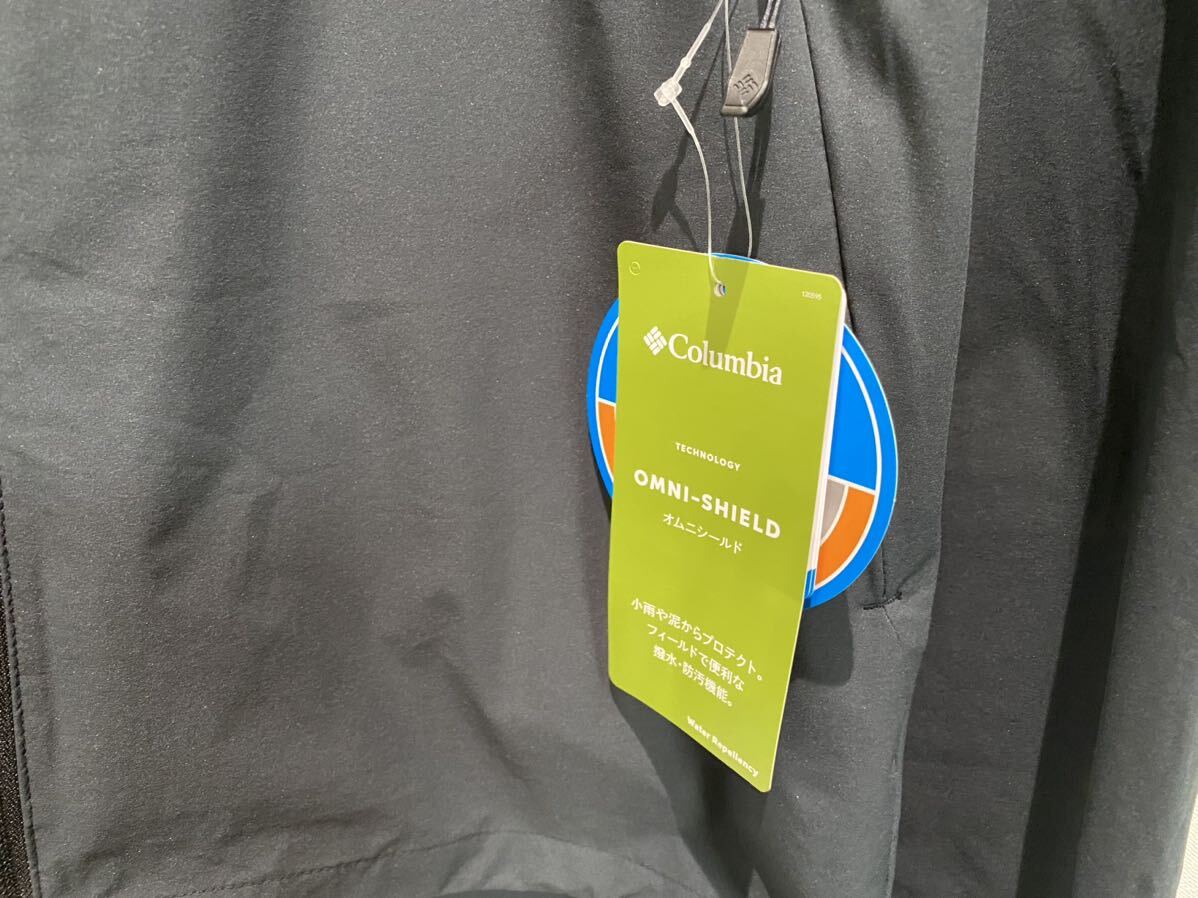 120595
Columbia
TECHNOLOGY
OMNI-SHIELD
オムニシールド
小雨や泥からプロテクト。
フィールドで便利な
撥水・防汚機能。
Water Repellency